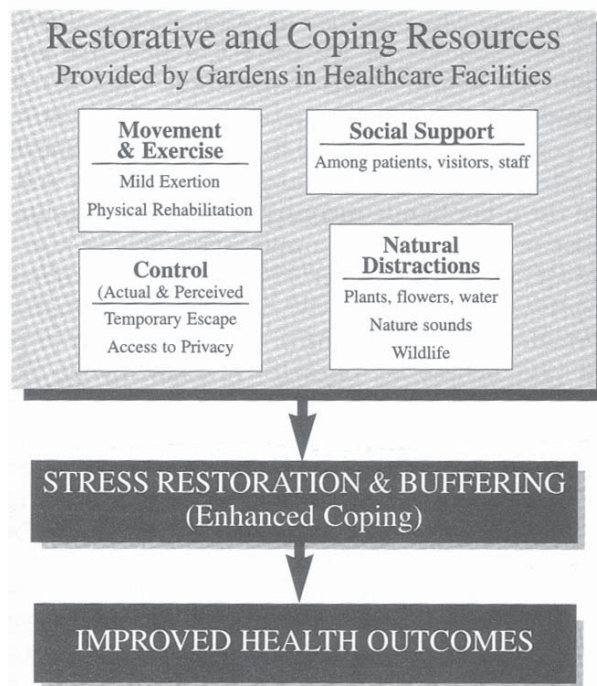 Restorative and Coping Resources
Provided by Gardens in Healthcare Facilities
Movement
& Exercise
Mild Exertion
Physical Rehabilitation
Social Support
Among patients, visitors, staff
Control
(Actual & Perceived
Temporary Escape
Access to Privacy
Natural
Distractions
Plants, flowers, water
Nature sounds
Wildlife
STRESS RESTORATION & BUFFERING
(Enhanced Coping)
IMPROVED HEALTH OUTCOMES